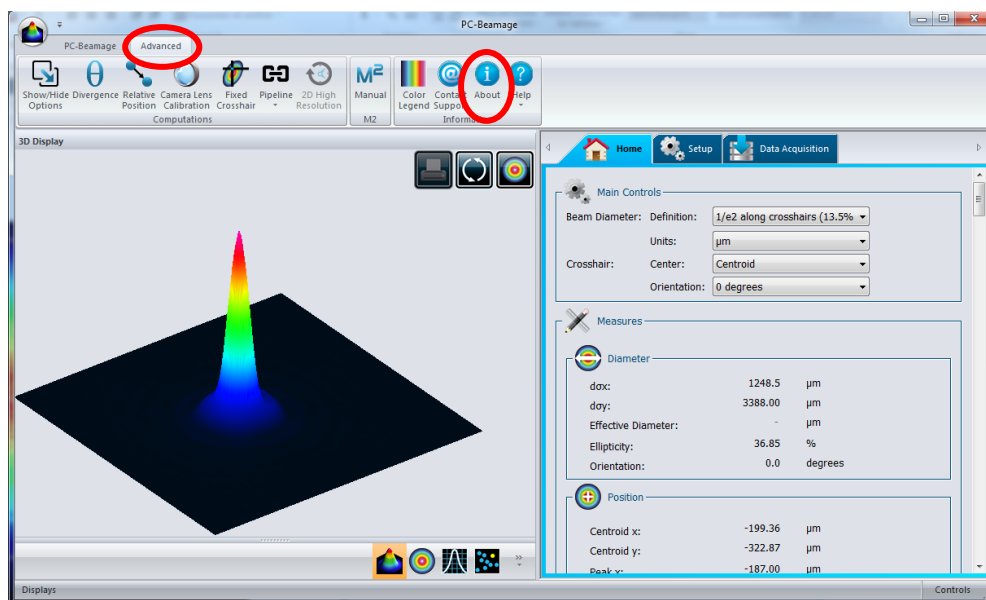 PC-Beamage
PC-Beamage Advanced
Show/Hide Options
Divergence
Relative Position
Camera Lens Calibration
Fixed Crosshair
Pipeline
2D High Resolution
Computations
M²
Manual
M2
Color Legend
Contact Support
About
Help
3D Display
Home
Setup
Data Acquisition
Main Controls
Beam Diameter: Definition: 1/e2 along crosshairs (13.5%
Units: µm
Crosshair: Center: Centroid
Orientation: 0 degrees
Measures
Diameter
dσx: 1248.5 µm
dσy: 3388.00 µm
Effective Diameter: - µm
Ellipticity: 36.85 %
Orientation: 0.0 degrees
Position
Centroid x: -199.36 µm
Centroid y: -322.87 µm
Peak x: -187.00 µm
Displays
Controls